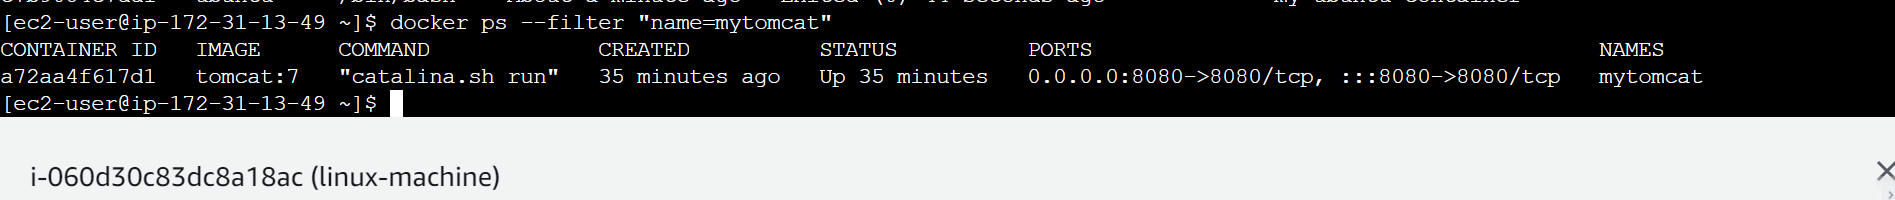 [ec2-user@ip-172-31-13-49 ~]$ docker ps --filter "name=mytomcat"
CONTAINER ID   IMAGE      COMMAND             CREATED          STATUS          PORTS                                       NAMES
a72aa4f617d1   tomcat:7   "catalina.sh run"   35 minutes ago   Up 35 minutes   0.0.0.0:8080->8080/tcp, :::8080->8080/tcp   mytomcat
[ec2-user@ip-172-31-13-49 ~]$
i-060d30c83dc8a18ac (linux-machine)